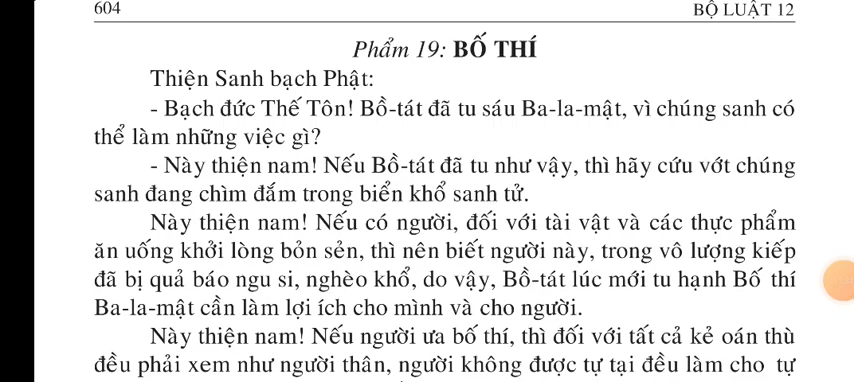 604 BỘ LUẬT 12
Phẩm 19: BỐ THÍ
Thiện Sanh bạch Phật:
- Bạch đức Thế Tôn! Bồ-tát đã tu sáu Ba-la-mật, vì chúng sanh có
thể làm những việc gì?
- Này thiện nam! Nếu Bồ-tát đã tu như vậy, thì hãy cứu vớt chúng
sanh đang chìm đắm trong biển khổ sanh tử.
Này thiện nam! Nếu có người, đối với tài vật và các thực phẩm
ăn uống khởi lòng bỏn sẻn, thì nên biết người này, trong vô lượng kiếp
đã bị quả báo ngu si, nghèo khổ, do vậy, Bồ-tát lúc mới tu hạnh Bố thí
Ba-la-mật cần làm lợi ích cho mình và cho người.
Này thiện nam! Nếu người ưa bố thí, thì đối với tất cả kẻ oán thù
đều phải xem như người thân, người không được tự tại đều làm cho tự